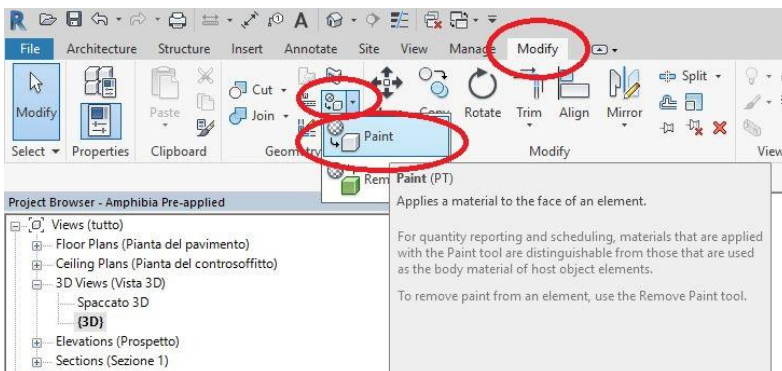 R A
File Architecture Structure Insert Annotate Site View Manage Modify
Modify Paste Cut Join Copy Rotate Trim Align Mirror Split
Select Properties Clipboard Geometry Modify View
Paint
Rem
Paint (PT)
Applies a material to the face of an element.
For quantity reporting and scheduling, materials that are applied
with the Paint tool are distinguishable from those that are used
as the body material of host object elements.
To remove paint from an element, use the Remove Paint tool.
Project Browser - Amphibia Pre-applied
Views (tutto)
Floor Plans (Pianta del pavimento)
Ceiling Plans (Pianta del controsoffitto)
3D Views (Vista 3D)
Spaccato 3D
{3D}
Elevations (Prospetto)
Sections (Sezione 1)